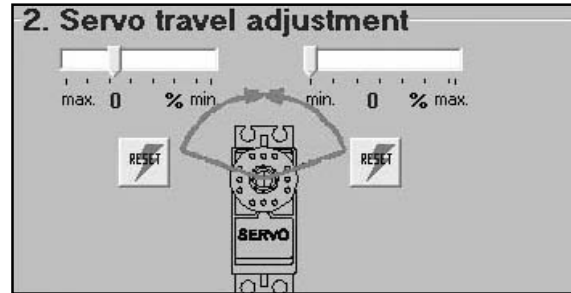 2. Servo travel adjustment
max. 0 % min.
min. 0 % max.
RESET
RESET
SERVO